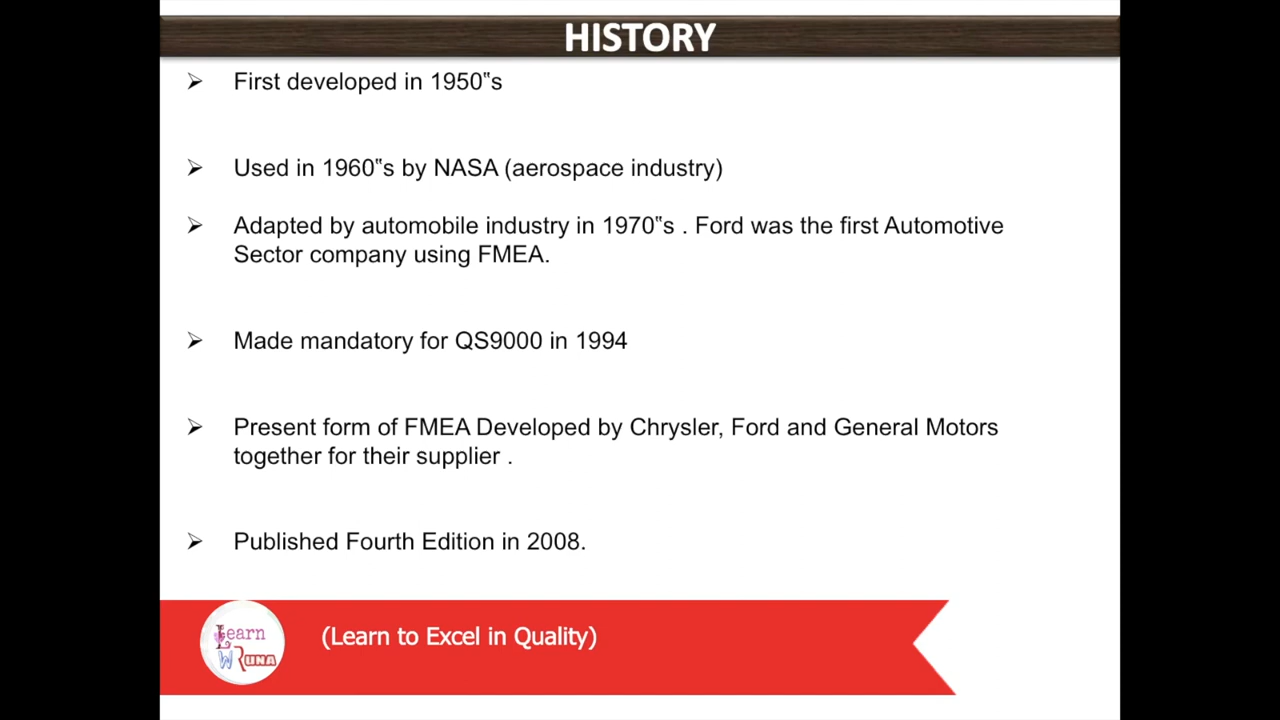 HISTORY
➢ First developed in 1950‟s
➢ Used in 1960‟s by NASA (aerospace industry)
➢ Adapted by automobile industry in 1970‟s . Ford was the first Automotive
Sector company using FMEA.
➢ Made mandatory for QS9000 in 1994
➢ Present form of FMEA Developed by Chrysler, Ford and General Motors
together for their supplier .
➢ Published Fourth Edition in 2008.
(Learn to Excel in Quality)
Learn
W RUNA